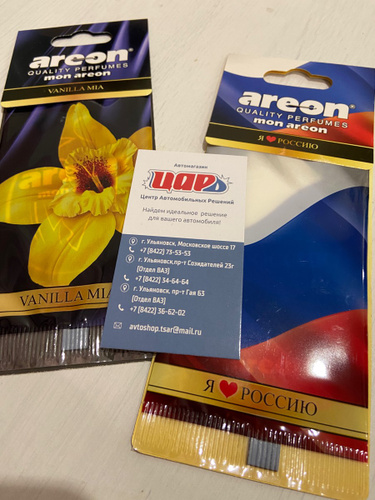 areon
QUALITY PERFUMES
mon areon
VANILLA MIA
areon
VANILLA MIA
areon
QUALITY PERFUMES
mon areon
Я ❤ РОССИЮ
Я ❤ РОССИЮ
Автомагазин
ЦАРЬ
Центр Автомобильных Решений
Найдем идеальное решение
для вашего автомобиля!
г. Ульяновск, Московское шоссе 17
+7 (8422) 73-53-53
г. Ульяновск,пр-т Созидателей 23г
(Отдел ВАЗ)
+7 (8422) 34-64-64
г. Ульяновск, пр-т Гая 63
(Отдел ВАЗ)
+7 (8422) 36-62-02
avtoshop.tsar@mail.ru